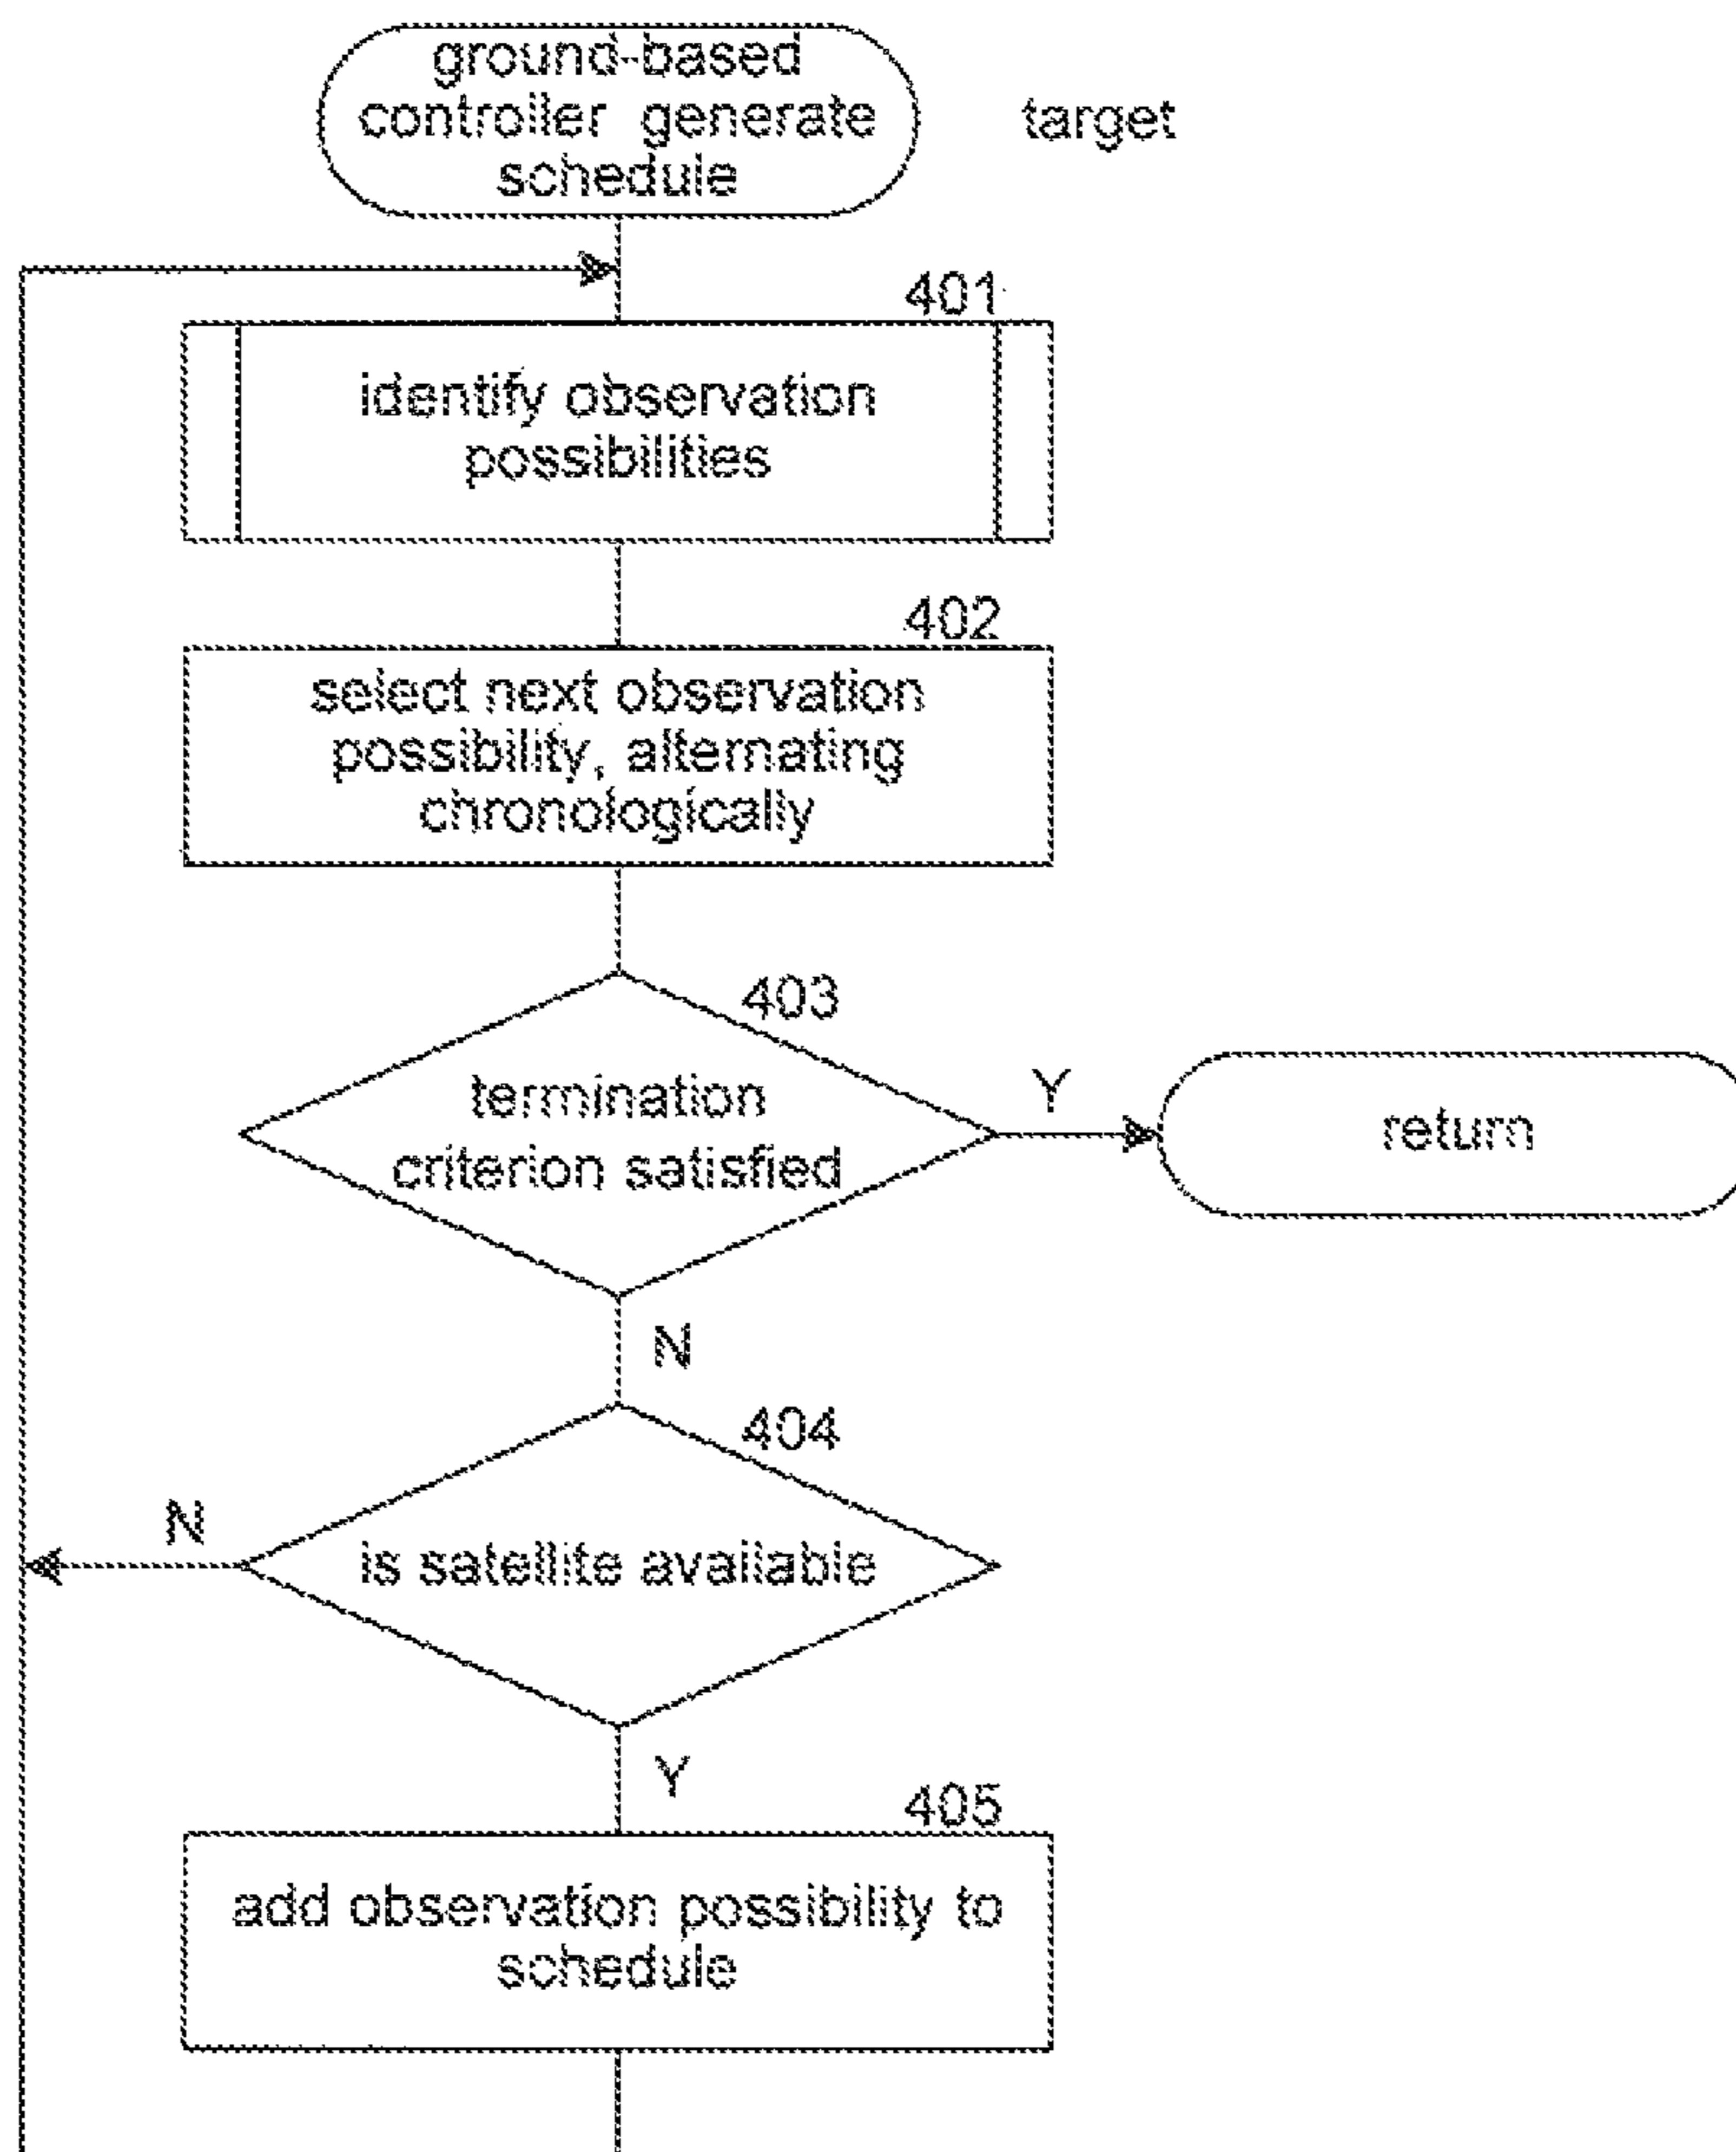 ground-based
controller generate
schedule
target
401
identify observation
possibilities
402
select next observation
possibility, alternating
chronologically
403
termination
criterion satisfied
Y
return
N
404
is satellite available
N
Y
405
add observation possibility to
schedule